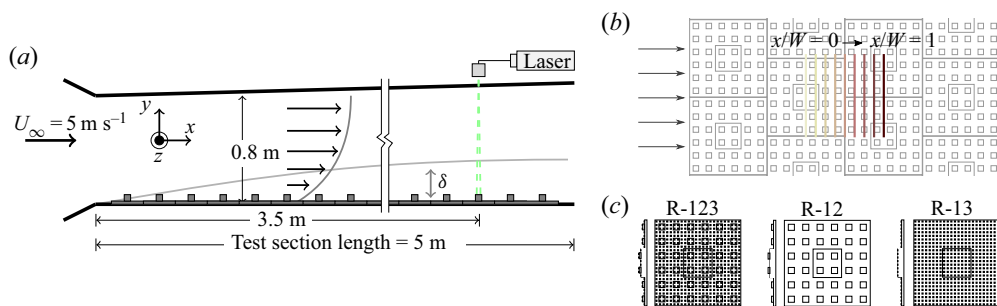 (a)
Laser
U∞ = 5 m s⁻¹
y
x
z
0.8 m
δ
3.5 m
Test section length = 5 m
(b)
x/W = 0 → x/W = 1
(c)
R-123 R-12 R-13